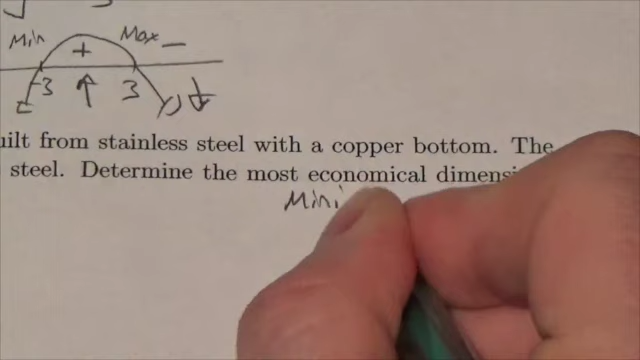 Min + Max —
-3 ↑ 3 ↓
uilt from stainless steel with a copper bottom. The
steel. Determine the most economical dimensi
Mini